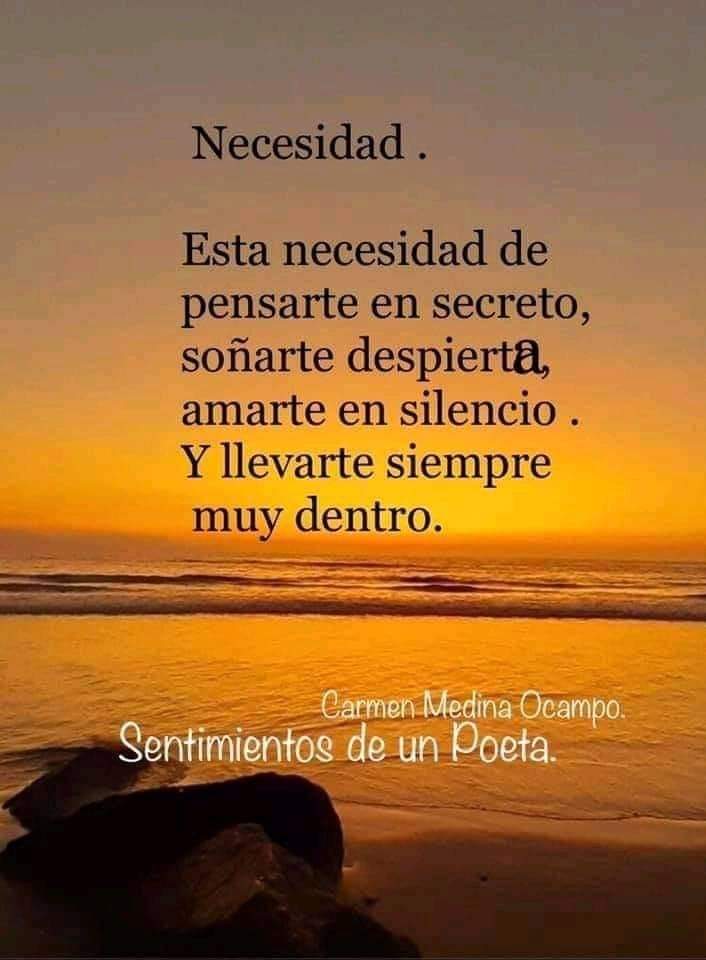 Necesidad .
Esta necesidad de
pensarte en secreto,
soñarte despierta,
amarte en silencio .
Y llevarte siempre
muy dentro.
Carmen Medina Ocampo.
Sentimientos de un Poeta.